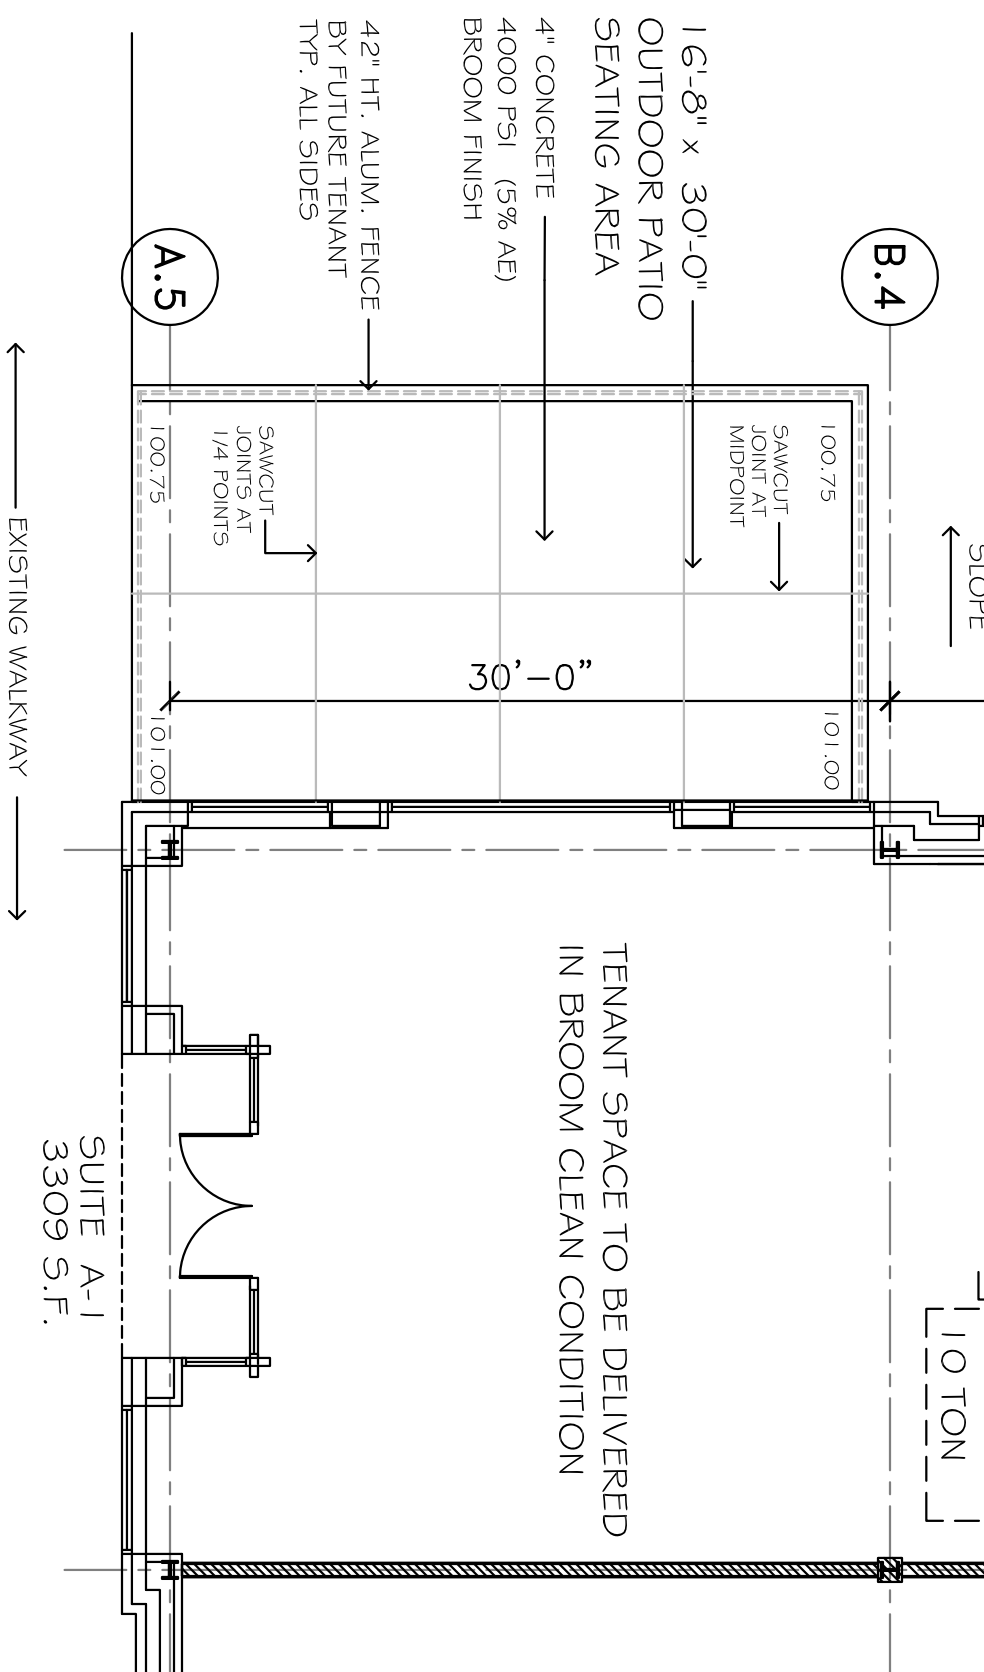 16'-8" x 30'-0"
OUTDOOR PATIO
SEATING AREA
4" CONCRETE
4000 PSI (5% AE)
BROOM FINISH
42" HT. ALUM. FENCE
BY FUTURE TENANT
TYP. ALL SIDES
B.4
A.5
SLOPE
100.75
SAWCUT
JOINT AT
MIDPOINT
SAWCUT
JOINTS AT
1/4 POINTS
100.75
EXISTING WALKWAY
30'-0"
101.00
101.00
TENANT SPACE TO BE DELIVERED
IN BROOM CLEAN CONDITION
SUITE A-1
3309 S.F.
10 TON